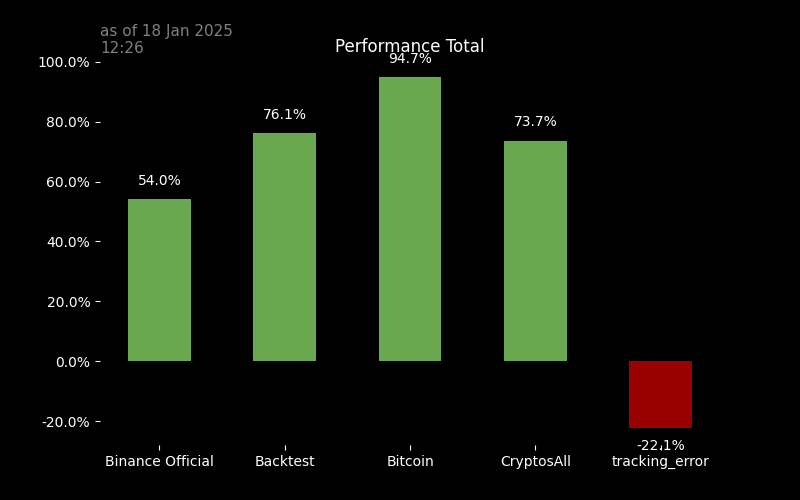 as of 18 Jan 2025
12:26
Performance Total
100.0%
80.0%
60.0%
40.0%
20.0%
0.0%
-20.0%
54.0%
76.1%
94.7%
73.7%
-22.1%
Binance Official
Backtest
Bitcoin
CryptosAll
tracking_error